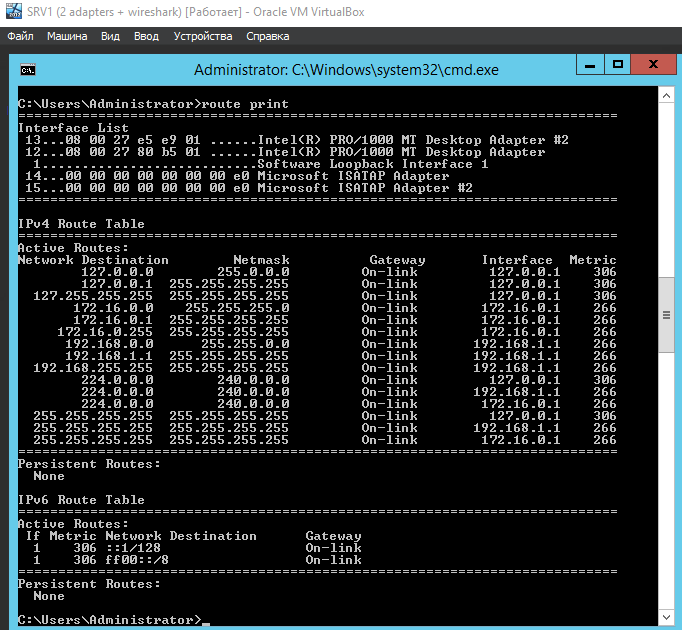 SRV1 (2 adapters + wireshark) [Работает] - Oracle VM VirtualBox
Файл Машина Вид Ввод Устройства Справка
Administrator: C:\Windows\system32\cmd.exe
C:\Users\Administrator>route print
===========================================================================
Interface List
 13...08 00 27 e5 e9 01 ......Intel(R) PRO/1000 MT Desktop Adapter #2
 12...08 00 27 80 b5 01 ......Intel(R) PRO/1000 MT Desktop Adapter
  1...........................Software Loopback Interface 1
 14...00 00 00 00 00 00 00 e0 Microsoft ISATAP Adapter
 15...00 00 00 00 00 00 00 e0 Microsoft ISATAP Adapter #2
===========================================================================
IPv4 Route Table
===========================================================================
Active Routes:
Network Destination        Netmask          Gateway       Interface  Metric
        127.0.0.0        255.0.0.0         On-link         127.0.0.1    306
        127.0.0.1  255.255.255.255         On-link         127.0.0.1    306
  127.255.255.255  255.255.255.255         On-link         127.0.0.1    306
       172.16.0.0    255.255.255.0         On-link        172.16.0.1    266
       172.16.0.1  255.255.255.255         On-link        172.16.0.1    266
     172.16.0.255  255.255.255.255         On-link        172.16.0.1    266
      192.168.0.0      255.255.0.0         On-link       192.168.1.1    266
      192.168.1.1  255.255.255.255         On-link       192.168.1.1    266
  192.168.255.255  255.255.255.255         On-link       192.168.1.1    266
        224.0.0.0        240.0.0.0         On-link         127.0.0.1    306
        224.0.0.0        240.0.0.0         On-link       192.168.1.1    266
        224.0.0.0        240.0.0.0         On-link        172.16.0.1    266
  255.255.255.255  255.255.255.255         On-link         127.0.0.1    306
  255.255.255.255  255.255.255.255         On-link       192.168.1.1    266
  255.255.255.255  255.255.255.255         On-link        172.16.0.1    266
===========================================================================
Persistent Routes:
  None
IPv6 Route Table
===========================================================================
Active Routes:
 If Metric Network Destination      Gateway
  1    306 ::1/128                  On-link
  1    306 ff00::/8                 On-link
===========================================================================
Persistent Routes:
  None
C:\Users\Administrator>_